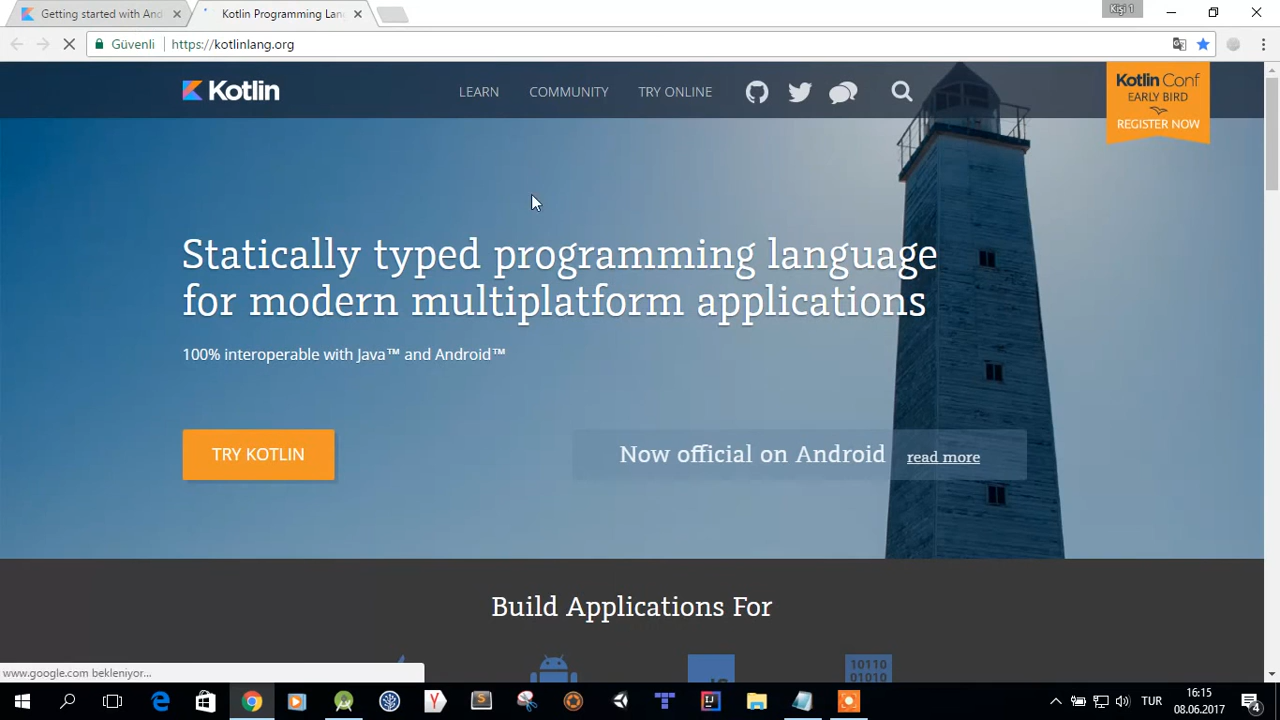 Getting started with And
Kotlin Programming Lan
Kişi 1
Güvenli
https://kotlinlang.org
Kotlin
LEARN
COMMUNITY
TRY ONLINE
Kotlin Conf
EARLY BIRD
REGISTER NOW
Statically typed programming language
for modern multiplatform applications
100% interoperable with Java™ and Android™
TRY KOTLIN
Now official on Android read more
Build Applications For
JS
10110
01010
www.google.com bekleniyor...
TUR
16:15
08.06.2017
4